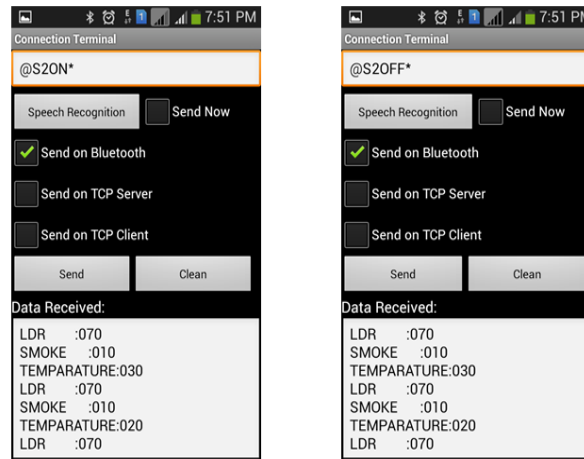 7:51 PM
Connection Terminal
@S2ON*
Speech Recognition Send Now
Send on Bluetooth
Send on TCP Server
Send on TCP Client
Send Clean
Data Received:
LDR :070
SMOKE :010
TEMPARATURE:030
LDR :070
SMOKE :010
TEMPARATURE:020
LDR :070
7:51 PM
Connection Terminal
@S2OFF*
Speech Recognition Send Now
Send on Bluetooth
Send on TCP Server
Send on TCP Client
Send Clean
Data Received:
LDR :070
SMOKE :010
TEMPARATURE:030
LDR :070
SMOKE :010
TEMPARATURE:020
LDR :070